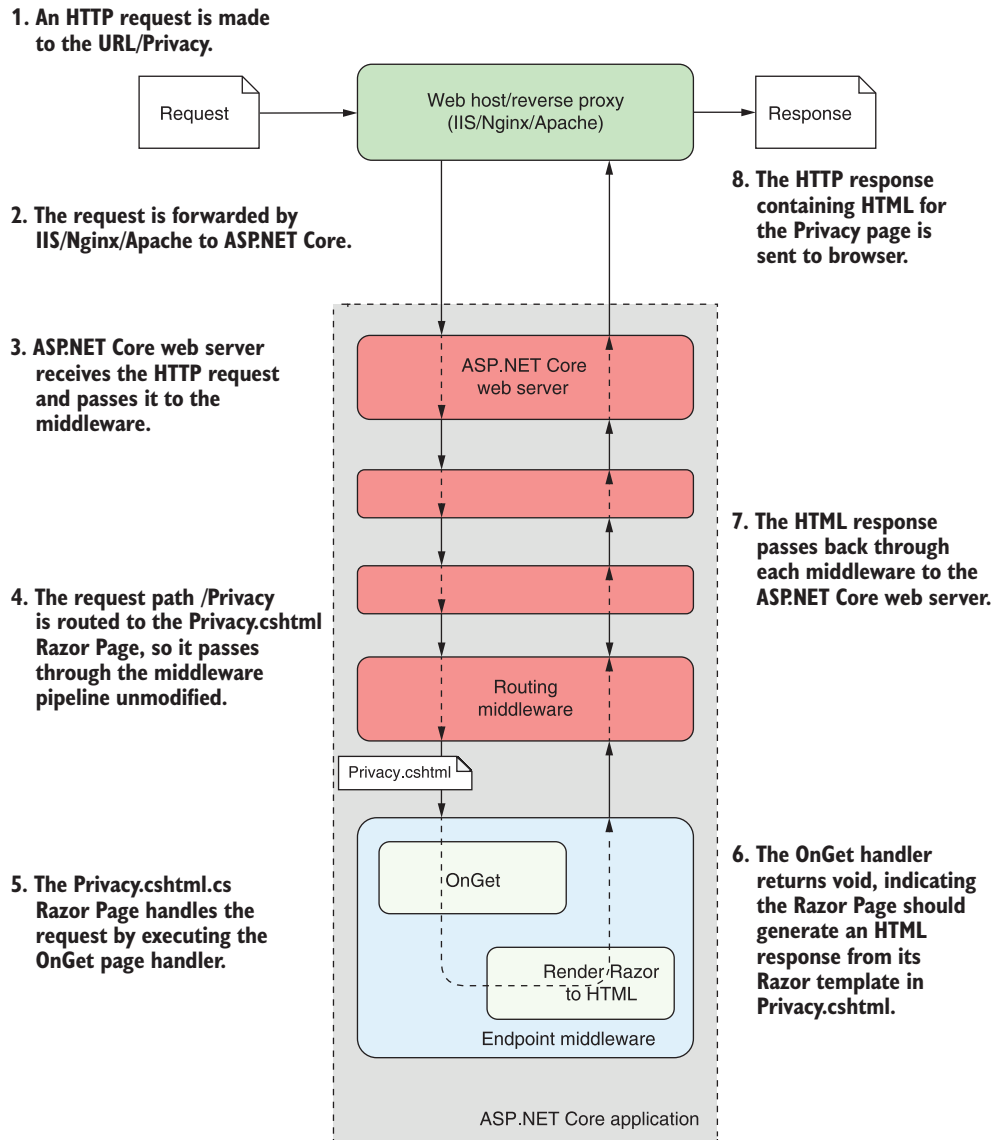 1. An HTTP request is made
to the URL/Privacy.
Request
Web host/reverse proxy
(IIS/Nginx/Apache)
Response
2. The request is forwarded by
IIS/Nginx/Apache to ASP.NET Core.
8. The HTTP response
containing HTML for
the Privacy page is
sent to browser.
3. ASP.NET Core web server
receives the HTTP request
and passes it to the
middleware.
ASP.NET Core
web server
7. The HTML response
passes back through
each middleware to the
ASP.NET Core web server.
4. The request path /Privacy
is routed to the Privacy.cshtml
Razor Page, so it passes
through the middleware
pipeline unmodified.
Routing
middleware
Privacy.cshtml
5. The Privacy.cshtml.cs
Razor Page handles the
request by executing the
OnGet page handler.
OnGet
Render Razor
to HTML
Endpoint middleware
6. The OnGet handler
returns void, indicating
the Razor Page should
generate an HTML
response from its
Razor template in
Privacy.cshtml.
ASP.NET Core application